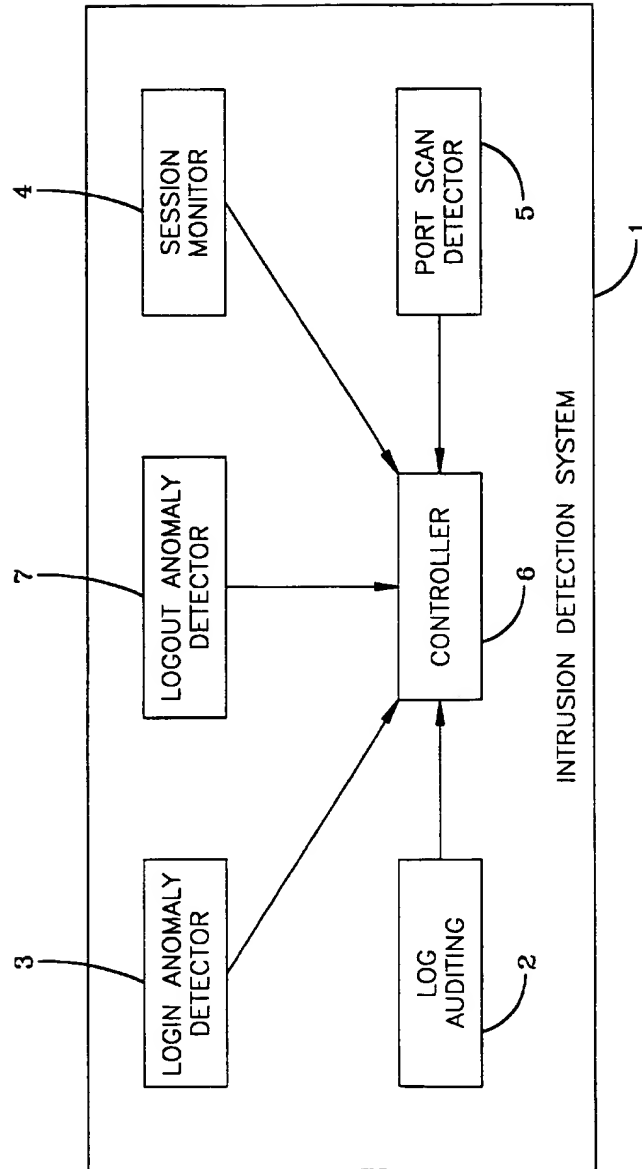 3
7
4
LOGIN ANOMALY
DETECTOR
LOGOUT ANOMALY
DETECTOR
SESSION
MONITOR
LOG
AUDITING
CONTROLLER
PORT SCAN
DETECTOR
2
6
5
INTRUSION DETECTION SYSTEM
1